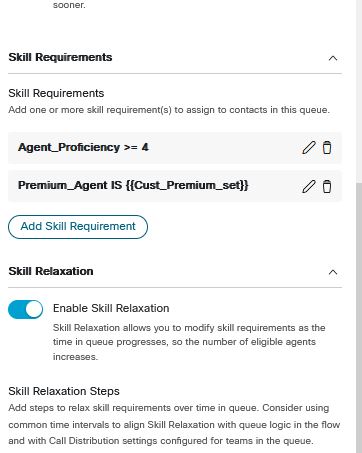 sooner.
Skill Requirements
Skill Requirements
Add one or more skill requirement(s) to assign to contacts in this queue.
Agent_Proficiency >= 4
Premium_Agent IS {{Cust_Premium_set}}
Add Skill Requirement
Skill Relaxation
Enable Skill Relaxation
Skill Relaxation allows you to modify skill requirements as the
time in queue progresses, so the number of eligible agents
increases.
Skill Relaxation Steps
Add steps to relax skill requirements over time in queue. Consider using
common time intervals to align Skill Relaxation with queue logic in the flow
and with Call Distribution settings configured for teams in the queue.